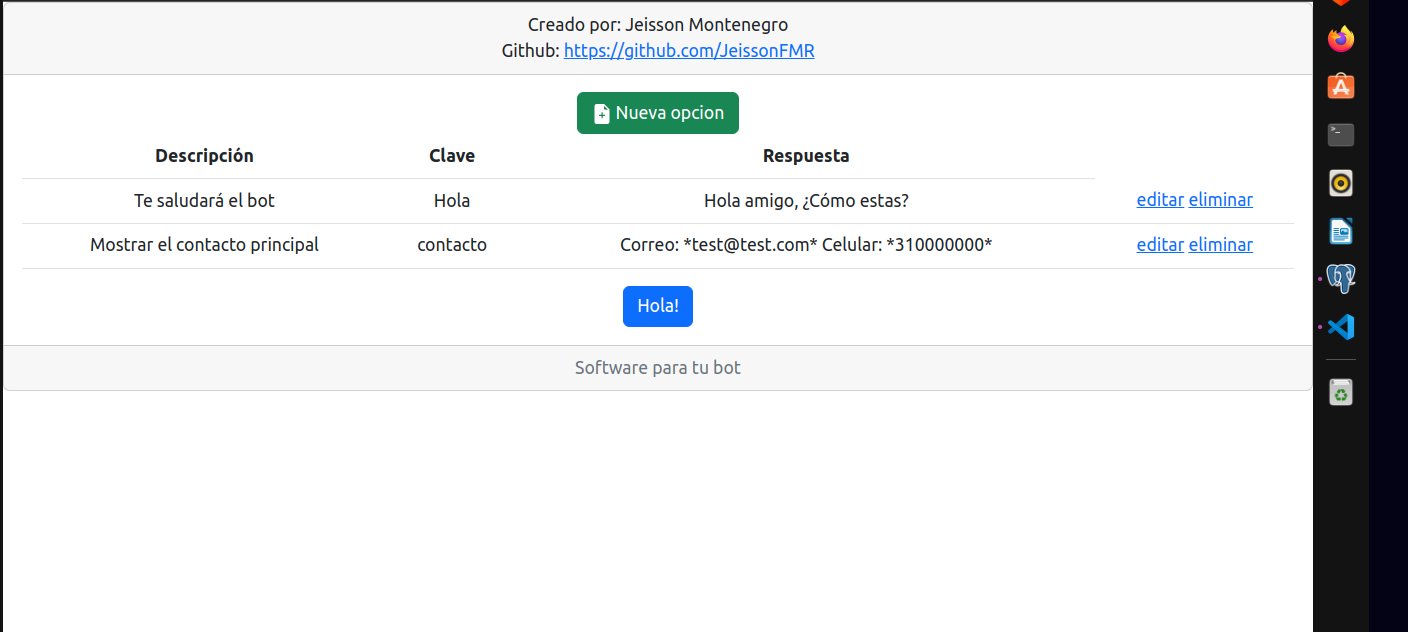 Creado por: Jeisson Montenegro
Github: https://github.com/JeissonFMR
Nueva opcion
Descripción Clave Respuesta
Te saludará el bot Hola Hola amigo, ¿Cómo estas? editar eliminar
Mostrar el contacto principal contacto Correo: *test@test.com* Celular: *310000000* editar eliminar
Hola!
Software para tu bot